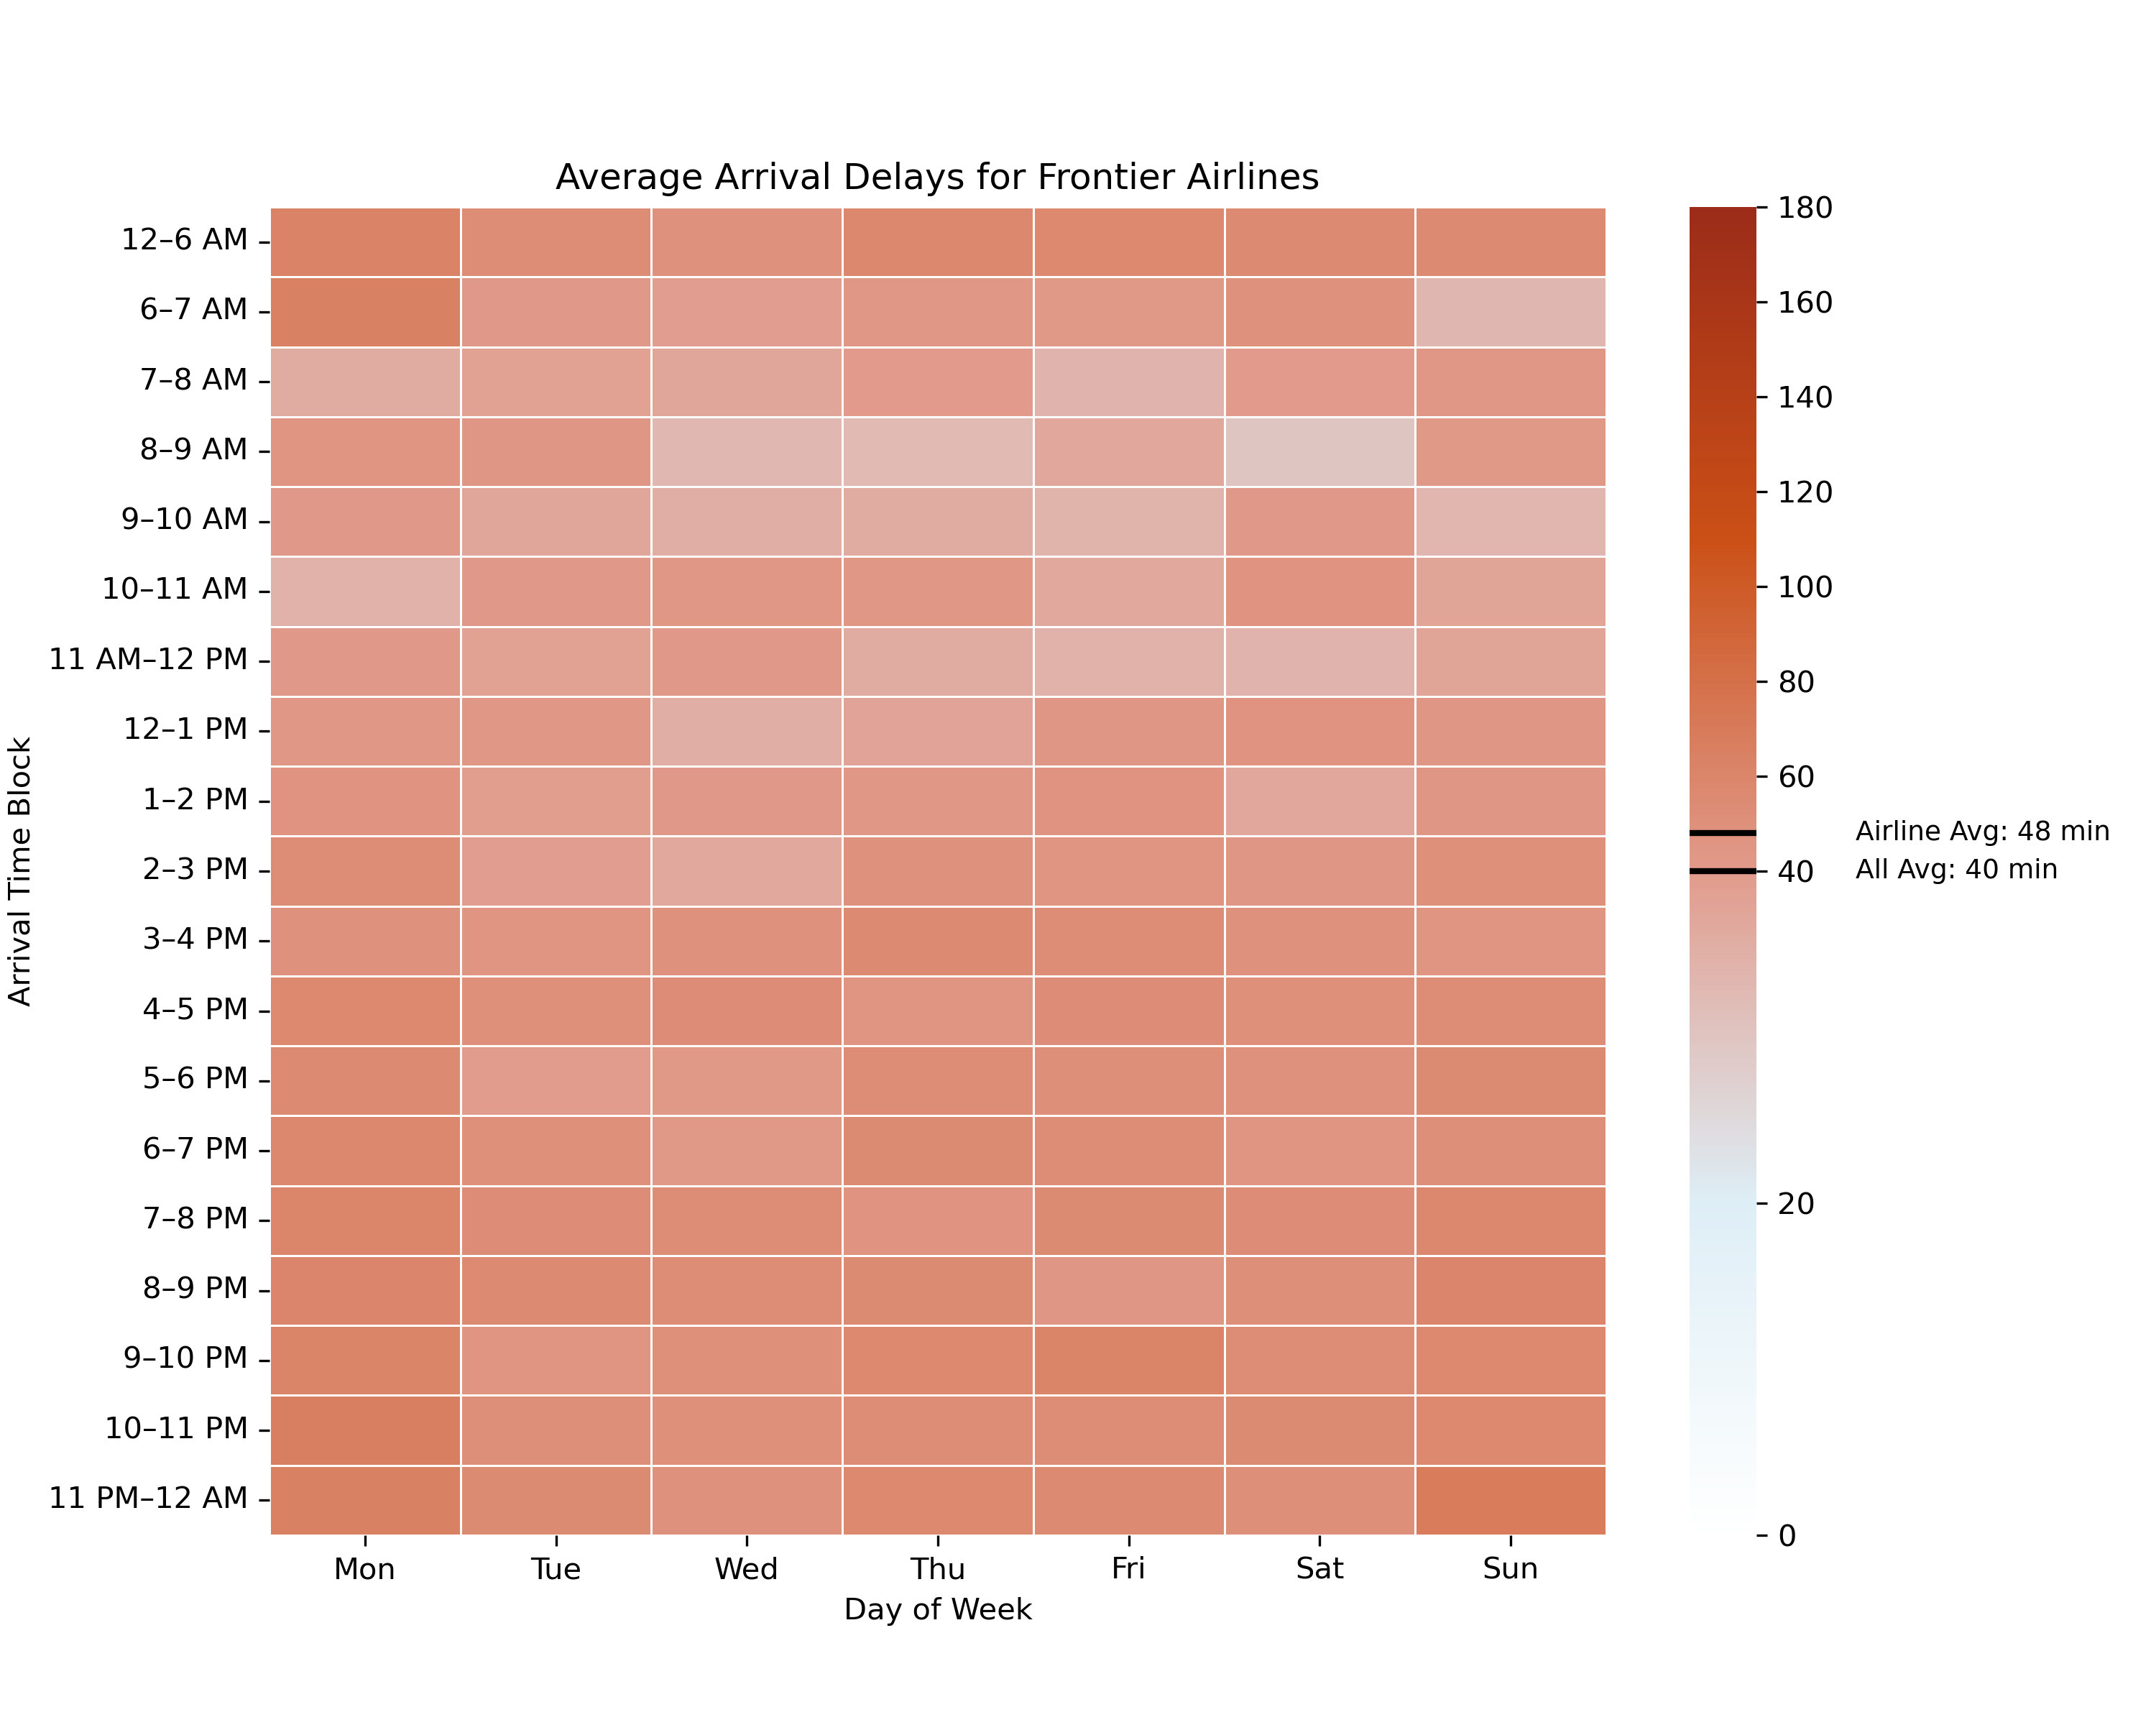 Average Arrival Delays for Frontier Airlines
Arrival Time Block
12–6 AM
6–7 AM
7–8 AM
8–9 AM
9–10 AM
10–11 AM
11 AM–12 PM
12–1 PM
1–2 PM
2–3 PM
3–4 PM
4–5 PM
5–6 PM
6–7 PM
7–8 PM
8–9 PM
9–10 PM
10–11 PM
11 PM–12 AM
Mon Tue Wed Thu Fri Sat Sun
Day of Week
180
160
140
120
100
80
60
40
20
0
Airline Avg: 48 min
All Avg: 40 min